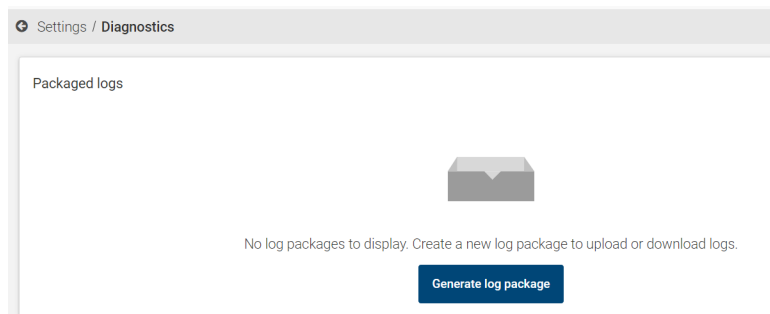 Settings / Diagnostics
Packaged logs
No log packages to display. Create a new log package to upload or download logs.
Generate log package